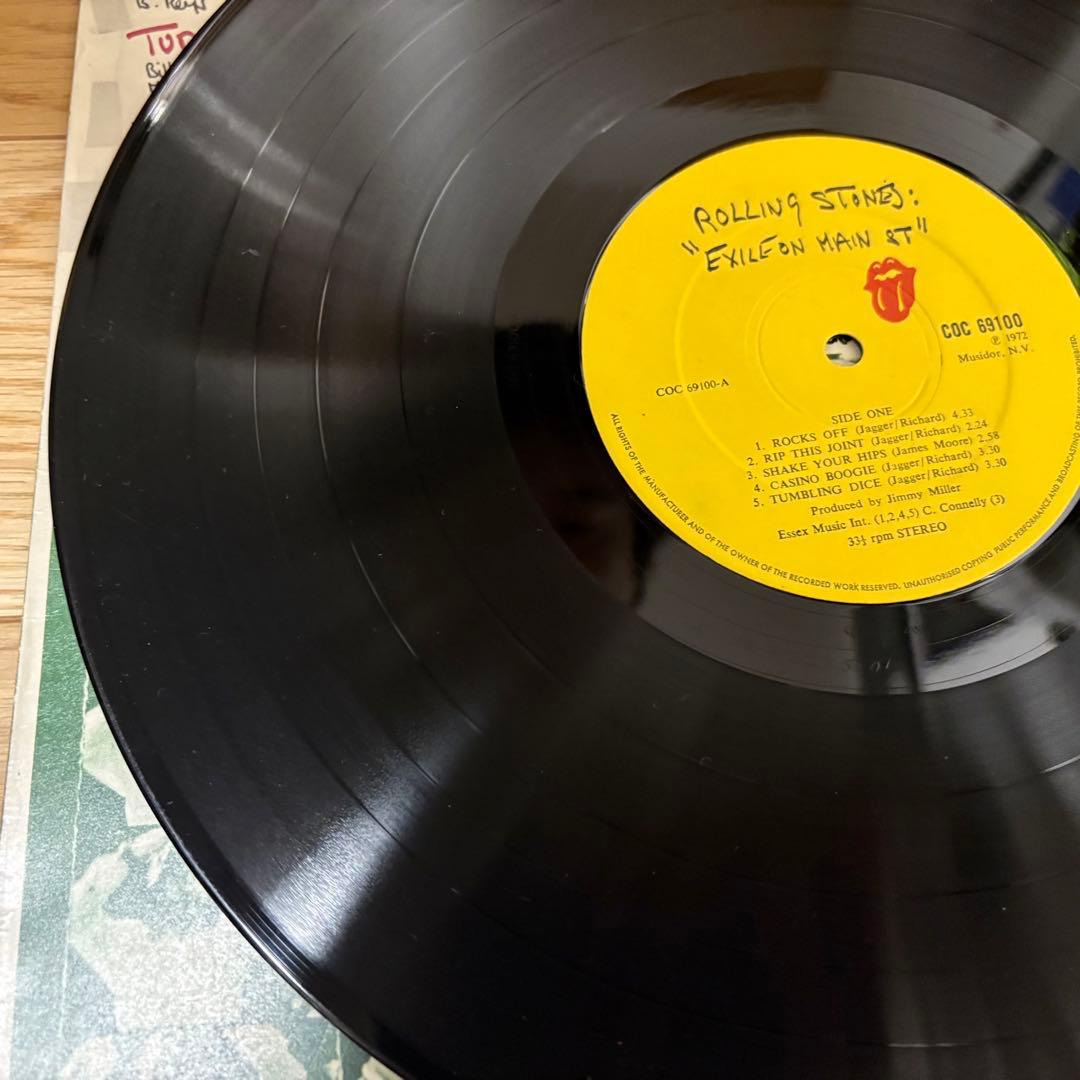 ROLLING STONES:
"EXILE ON MAIN ST"
COC 69100
℗ 1972
Musidor, N.V.
COC 69100-A
SIDE ONE
1. ROCKS OFF (Jagger/Richard) 4.33
2. RIP THIS JOINT (Jagger/Richard) 2.24
3. SHAKE YOUR HIPS (James Moore) 2.58
4. CASINO BOOGIE (Jagger/Richard) 3.30
5. TUMBLING DICE (Jagger/Richard) 3.30
Produced by Jimmy Miller
Essex Music Int. (1,2,4,5) C. Connelly (3)
33⅓ rpm STEREO
ALL RIGHTS OF THE MANUFACTURER AND OF THE OWNER OF THE RECORDED WORK RESERVED. UNAUTHORISED COPYING PUBLIC PERFORMANCE AND BROADCASTING OF THIS PROHIBITED.